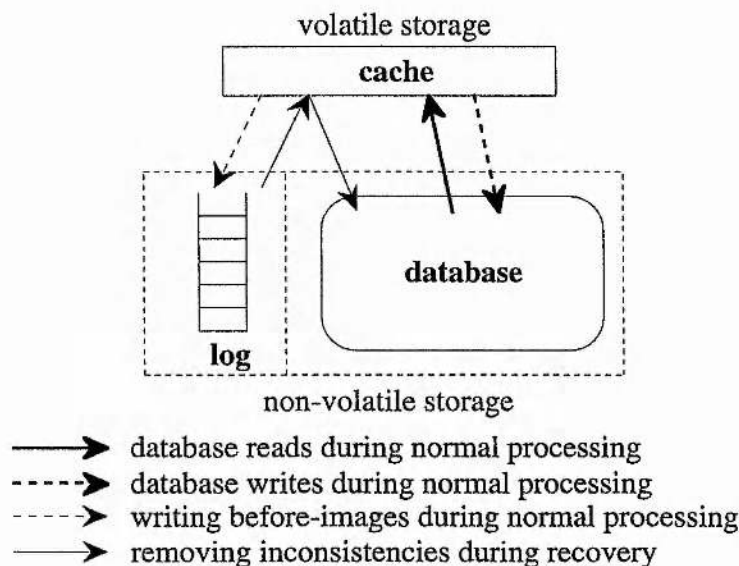 volatile storage
cache
database
log
non-volatile storage
database reads during normal processing
database writes during normal processing
writing before-images during normal processing
removing inconsistencies during recovery